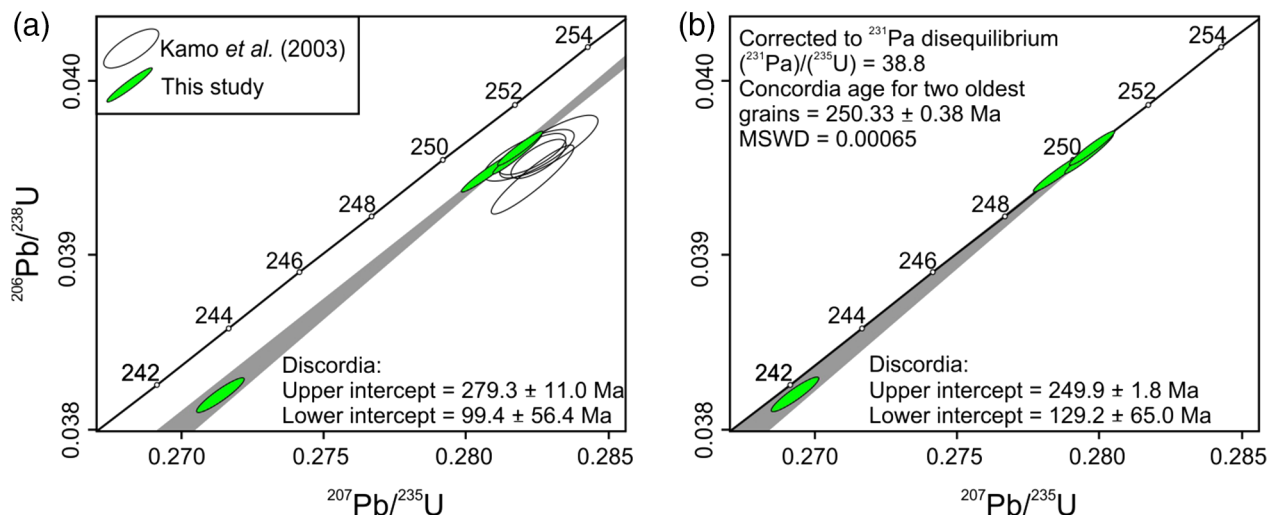 (a)
Kamo et al. (2003)
This study
254
252
250
248
246
244
242
0.040
0.039
0.038
²⁰⁶Pb/²³⁸U
Discordia:
Upper intercept = 279.3 ± 11.0 Ma
Lower intercept = 99.4 ± 56.4 Ma
0.270 0.275 0.280 0.285
²⁰⁷Pb/²³⁵U
(b)
Corrected to ²³¹Pa disequilibrium
(²³¹Pa)/(²³⁵U) = 38.8
Concordia age for two oldest
grains = 250.33 ± 0.38 Ma
MSWD = 0.00065
254
252
250
248
246
244
242
0.040
0.039
0.038
Discordia:
Upper intercept = 249.9 ± 1.8 Ma
Lower intercept = 129.2 ± 65.0 Ma
0.270 0.275 0.280 0.285
²⁰⁷Pb/²³⁵U